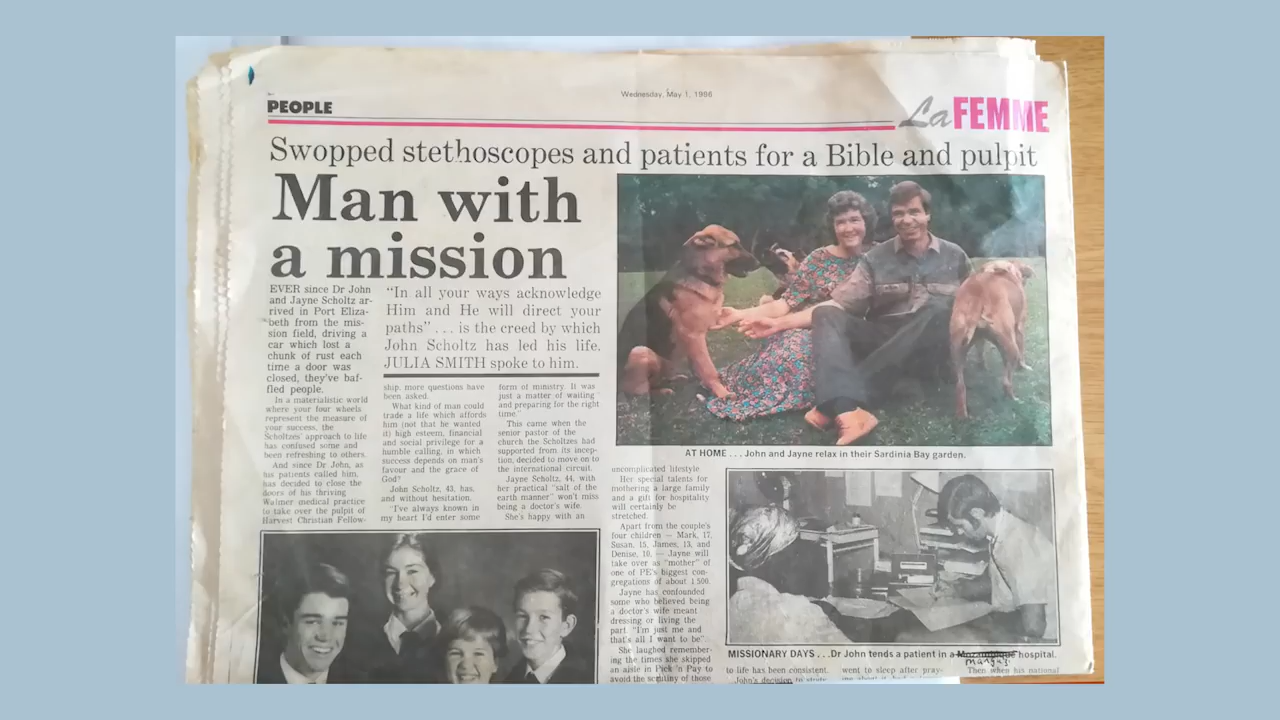 Wednesday, May 1,
PEOPLE
La FEMME
Swopped stethoscopes and patients for a Bible and pulpit
Man with
a mission
EVER since Dr John
and Jayne Scholtz ar-
rived in Port Eliza-
beth from the mis-
sion field, driving a
car which lost a
chunk of rust each
time a door was
closed, they've baf-
fled people.
In a materialistic world
where your four wheels
represent the measure of
your success, the
Scholtzes' approach to life
has confused some and
been refreshing to others.
And since Dr John, as
his patients called him,
has decided to close the
doors of his thriving
Walmer medical practice
to take over the pulpit of
Harvest Christian Fellow-
"In all your ways acknowledge
Him and He will direct your
paths" ... is the creed by which
John Scholtz has led his life.
JULIA SMITH spoke to him.
ship, more questions have
been asked.
What kind of man could
trade a life which affords
him (not that he wanted
it) high esteem, financial
and social privilege for a
humble calling, in which
success depends on man's
favour and the grace of
God?
John Scholtz, 43, has,
and without hesitation.
"I've always known in
my heart I'd enter some
form of ministry. It was
just a matter of waiting
and preparing for the right
time."
This came when the
senior pastor of the
church the Scholtzes had
supported from its incep-
tion, decided to move on to
the international circuit.
Jayne Scholtz, 44, with
her practical "salt of the
earth manner" won't miss
being a doctor's wife.
She's happy with an
AT HOME . . . John and Jayne relax in their Sardinia Bay garden.
uncomplicated lifestyle.
Her special talents for
mothering a large family
and a gift for hospitality
will certainly be
stretched.
Apart from the couple's
four children — Mark, 17,
Susan, 15, James, 13, and
Denise, 10, — Jayne will
take over as "mother" of
one of PE's biggest con-
gregations of about 1 500.
Jayne has confounded
some who believed being
a doctor's wife meant
dressing or living the
part. "I'm just me and
that's all I want to be".
She laughed remember-
ing the times she skipped
an aisle in Pick 'n Pay to
avoid the scrutiny of those
MISSIONARY DAYS . . . Dr John tends a patient in a Mozambique hospital.
to life has been consistent.
John's decision to
went to sleep after pray-
Then when his national